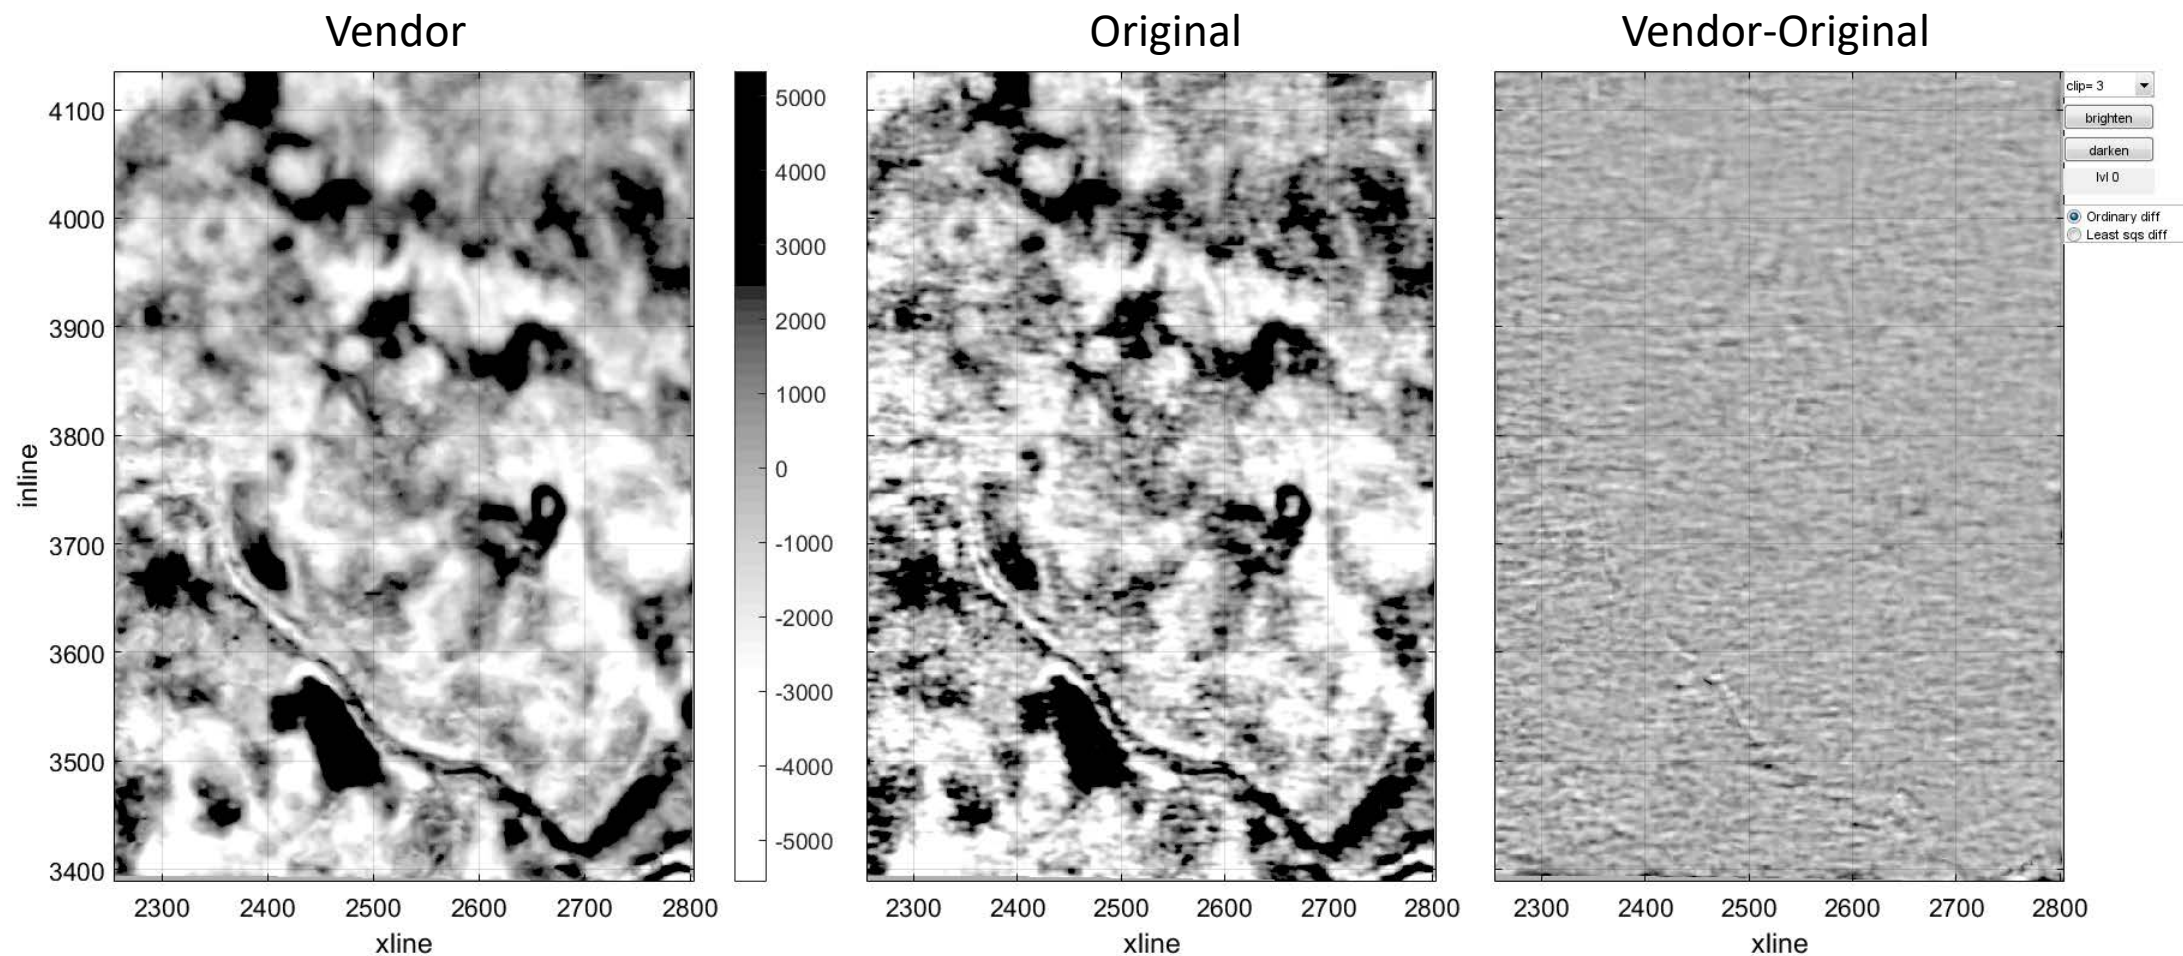 Vendor
Original
Vendor-Original
4100
4000
3900
3800
3700
3600
3500
3400
inline
2300 2400 2500 2600 2700 2800
xline
5000
4000
3000
2000
1000
0
-1000
-2000
-3000
-4000
-5000
2300 2400 2500 2600 2700 2800
xline
2300 2400 2500 2600 2700 2800
xline
clip= 3
brighten
darken
lvl 0
Ordinary diff
Least sqs diff